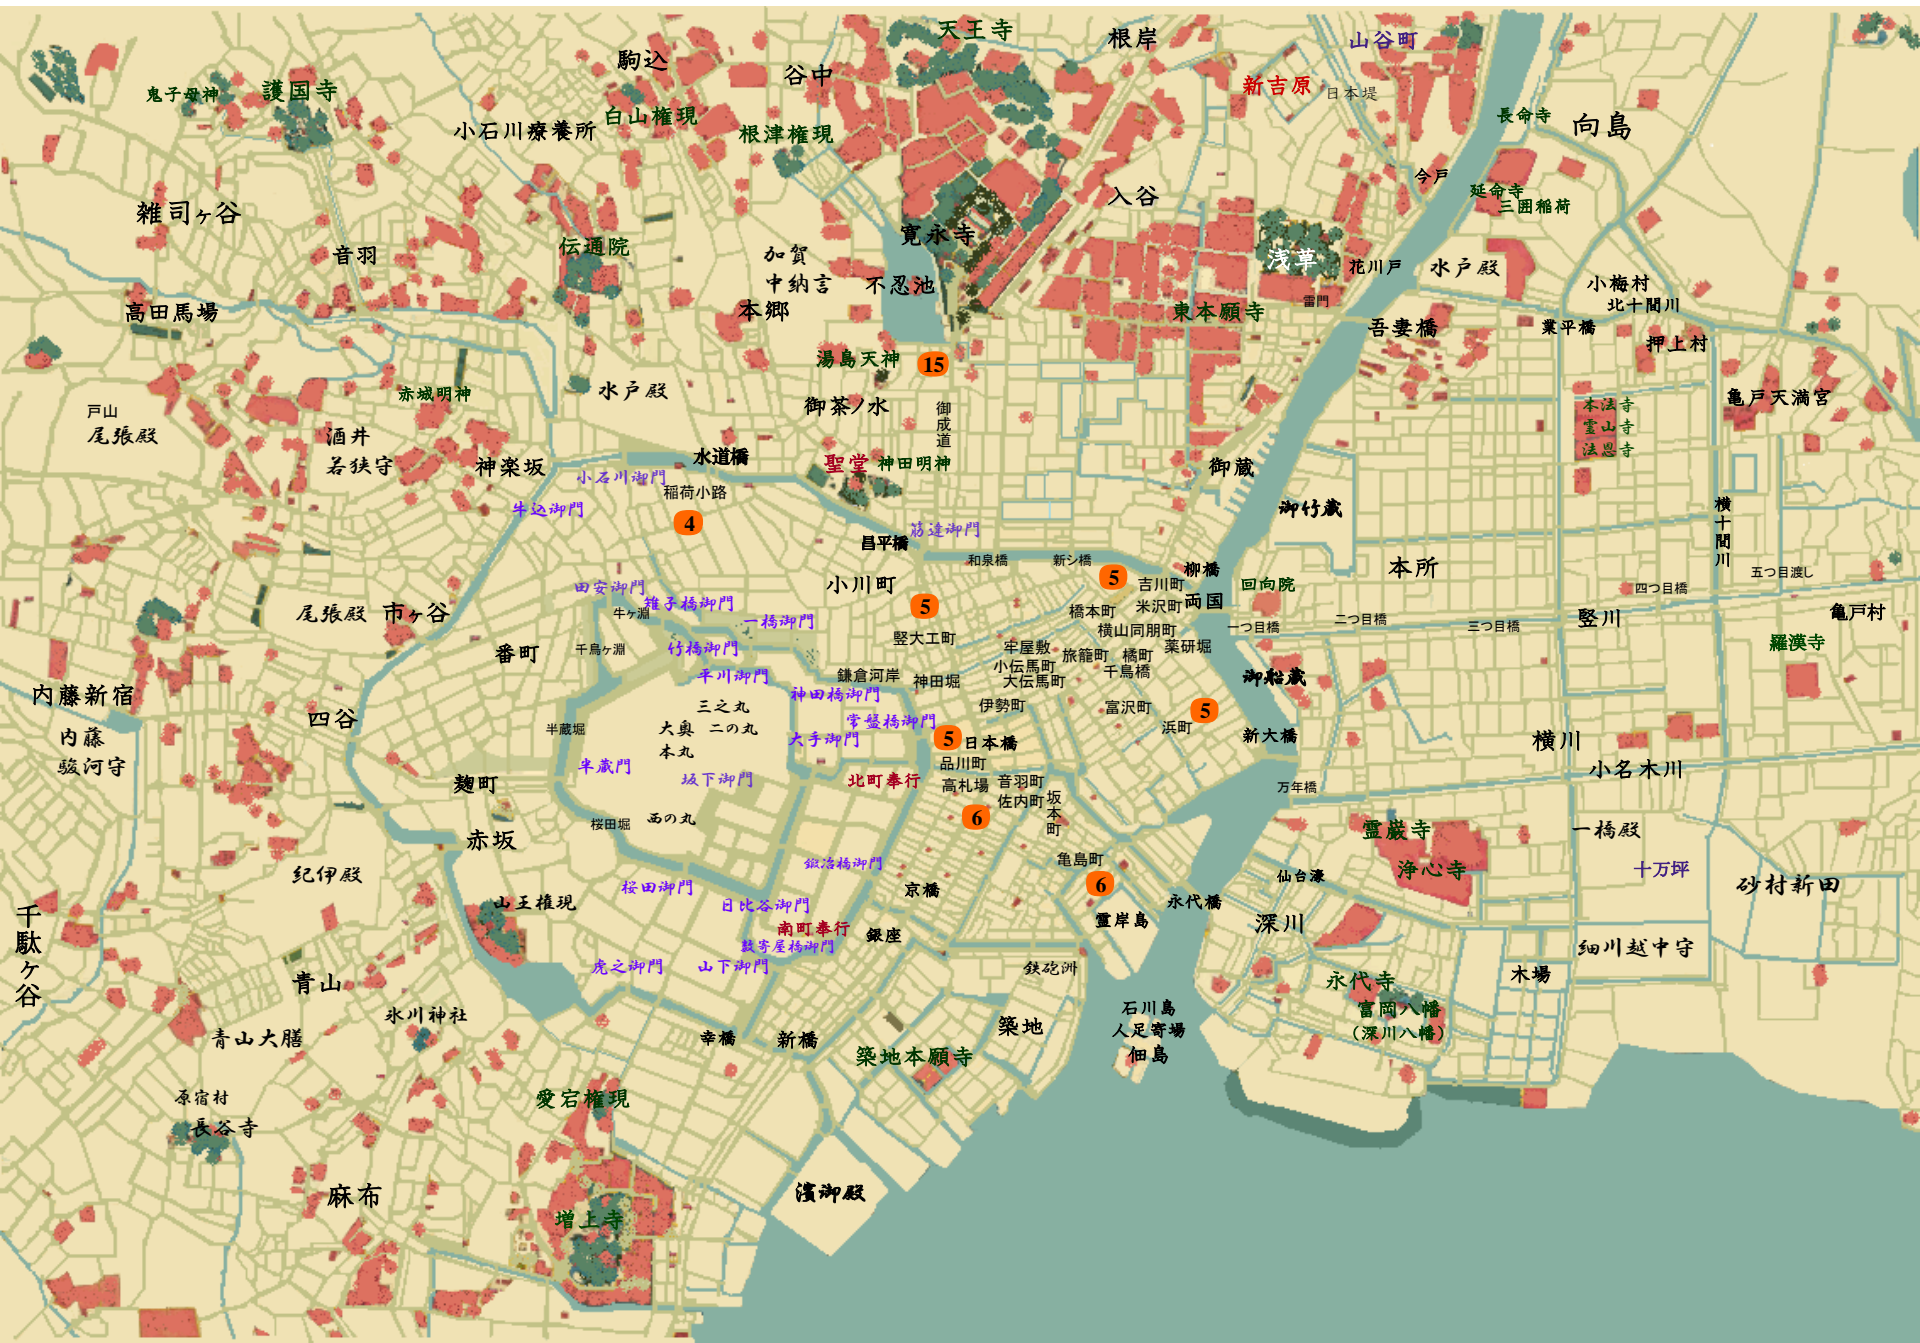 天王寺
根岸
山谷町
駒込
谷中
鬼子母神
護国寺
新吉原
日本堤
小石川療養所
白山権現
根津権現
長命寺
向島
雑司ヶ谷
入谷
今戸
延命寺
三囲稲荷
音羽
伝通院
加賀
中納言
寛永寺
浅草
花川戸
水戸殿
不忍池
小梅村
北十間川
高田馬場
本郷
東本願寺
雷門
吾妻橋
業平橋
押上村
湯島天神
15
赤城明神
水戸殿
御茶ノ水
御成道
亀戸天満宮
本法寺
霊山寺
法恩寺
戸山
尾張殿
酒井
若狭守
神楽坂
水道橋
聖堂
神田明神
御蔵
小石川御門
稲荷小路
牛込御門
4
御竹蔵
横十間川
昌平橋
筋違御門
和泉橋
新シ橋
柳橋
本所
五つ目渡し
田安御門
小川町
5
吉川町
回向院
四つ目橋
尾張殿
市ヶ谷
牛ヶ淵
雉子橋御門
一橋御門
5
橋本町
米沢町
両国
亀戸村
竪大工町
横山同朋町
一つ目橋
二つ目橋
三つ目橋
竪川
番町
千鳥ヶ淵
竹橋御門
牢屋敷
旅籠町
橘町
薬研堀
羅漢寺
平川御門
鎌倉河岸
神田堀
小伝馬町
大伝馬町
千鳥橋
御船蔵
内藤新宿
神田橋御門
四谷
三之丸
伊勢町
富沢町
5
内藤
駿河守
半蔵堀
大奥
二の丸
常盤橋御門
浜町
新大橋
本丸
大手御門
5
日本橋
横川
半蔵門
坂下御門
北町奉行
品川町
小名木川
麹町
高札場
音羽町
万年橋
佐内町
坂本町
桜田堀
西の丸
6
赤坂
霊巌寺
一橋殿
鍛冶橋御門
亀島町
浄心寺
十万坪
紀伊殿
桜田御門
京橋
6
仙台濠
砂村新田
山王権現
日比谷御門
永代橋
千駄ヶ谷
南町奉行
銀座
霊岸島
深川
数寄屋橋御門
細川越中守
虎之御門
山下御門
鉄砲洲
木場
青山
永代寺
氷川神社
石川島
人足寄場
佃島
富岡八幡
(深川八幡)
青山大膳
幸橋
新橋
築地
築地本願寺
原宿村
長谷寺
愛宕権現
麻布
濱御殿
増上寺